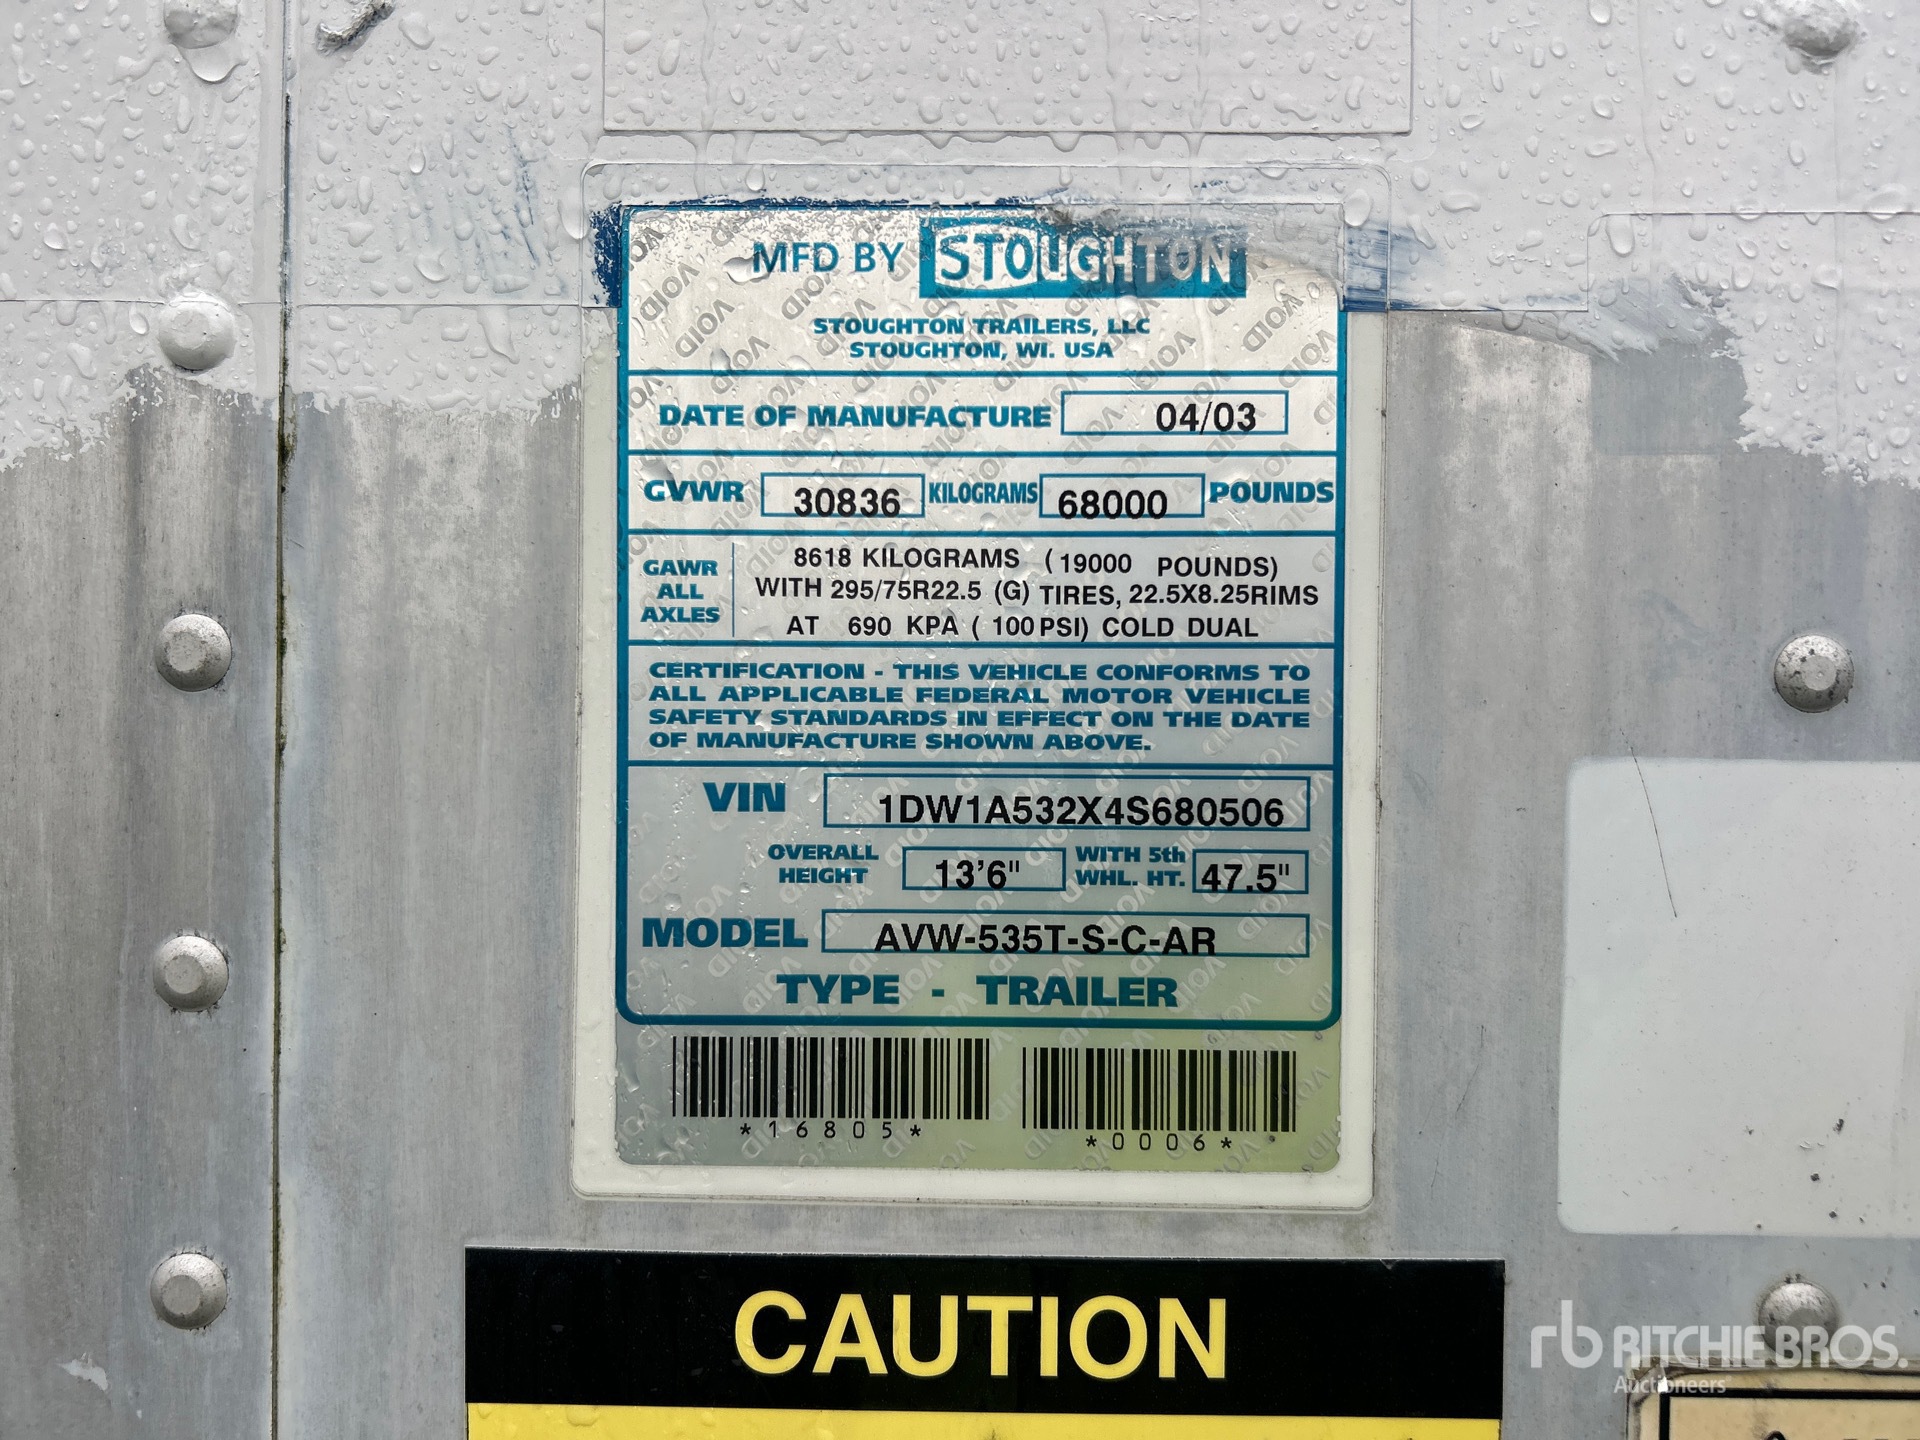 MFD BY STOUGHTON
STOUGHTON TRAILERS, LLC
STOUGHTON, WI. USA
DATE OF MANUFACTURE 04/03
GVWR 30836 KILOGRAMS 68000 POUNDS
GAWR ALL AXLES
8618 KILOGRAMS (19000 POUNDS)
WITH 295/75R22.5 (G) TIRES, 22.5X8.25RIMS
AT 690 KPA (100PSI) COLD DUAL
CERTIFICATION - THIS VEHICLE CONFORMS TO
ALL APPLICABLE FEDERAL MOTOR VEHICLE
SAFETY STANDARDS IN EFFECT ON THE DATE
OF MANUFACTURE SHOWN ABOVE.
VIN 1DW1A532X4S680506
OVERALL HEIGHT 13'6" WITH 5th WHL. HT. 47.5"
MODEL AVW-535T-S-C-AR
TYPE - TRAILER
*16805* *0006*
CAUTION
rb RITCHIE BROS.
Auctioneers